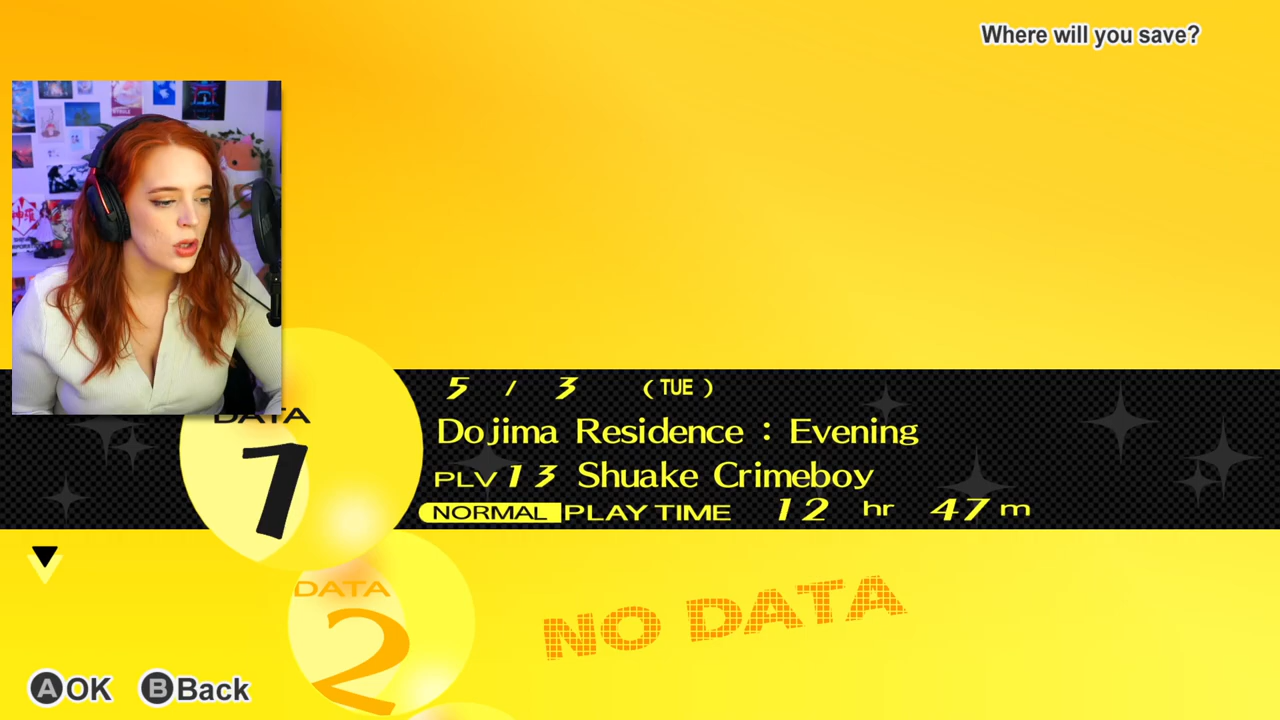 Where will you save?
DATA
1
5 / 3 (TUE)
Dojima Residence : Evening
PLV 13 Shuake Crimeboy
NORMAL PLAY TIME 12 hr 47 m
DATA
2
NO DATA
A OK B Back